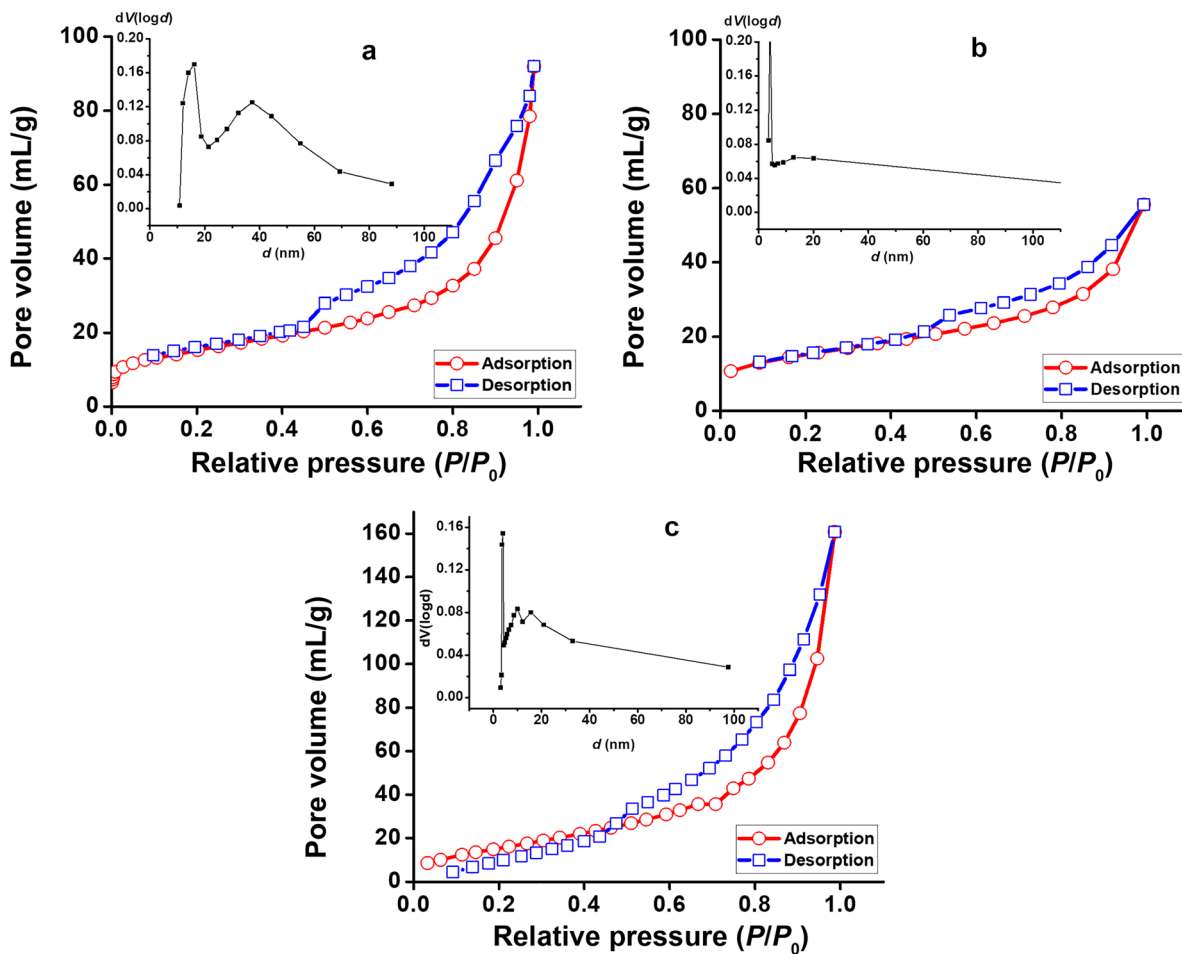 a
dV(logd)
0.20
0.16
0.12
0.08
0.04
0.00
0 20 40 60 80 100
d (nm)
100
80
60
40
20
0
Pore volume (mL/g)
Adsorption
Desorption
0.0 0.2 0.4 0.6 0.8 1.0
Relative pressure (P/P0)
b
dV(logd)
0.20
0.16
0.12
0.08
0.04
0.00
0 20 40 60 80 100
d (nm)
100
80
60
40
20
0
Pore volume (mL/g)
Adsorption
Desorption
0.0 0.2 0.4 0.6 0.8 1.0
Relative pressure (P/P0)
c
dV(logd)
0.16
0.12
0.08
0.04
0.00
0 20 40 60 80 100
d (nm)
160
140
120
100
80
60
40
20
0
Pore volume (mL/g)
Adsorption
Desorption
0.0 0.2 0.4 0.6 0.8 1.0
Relative pressure (P/P0)